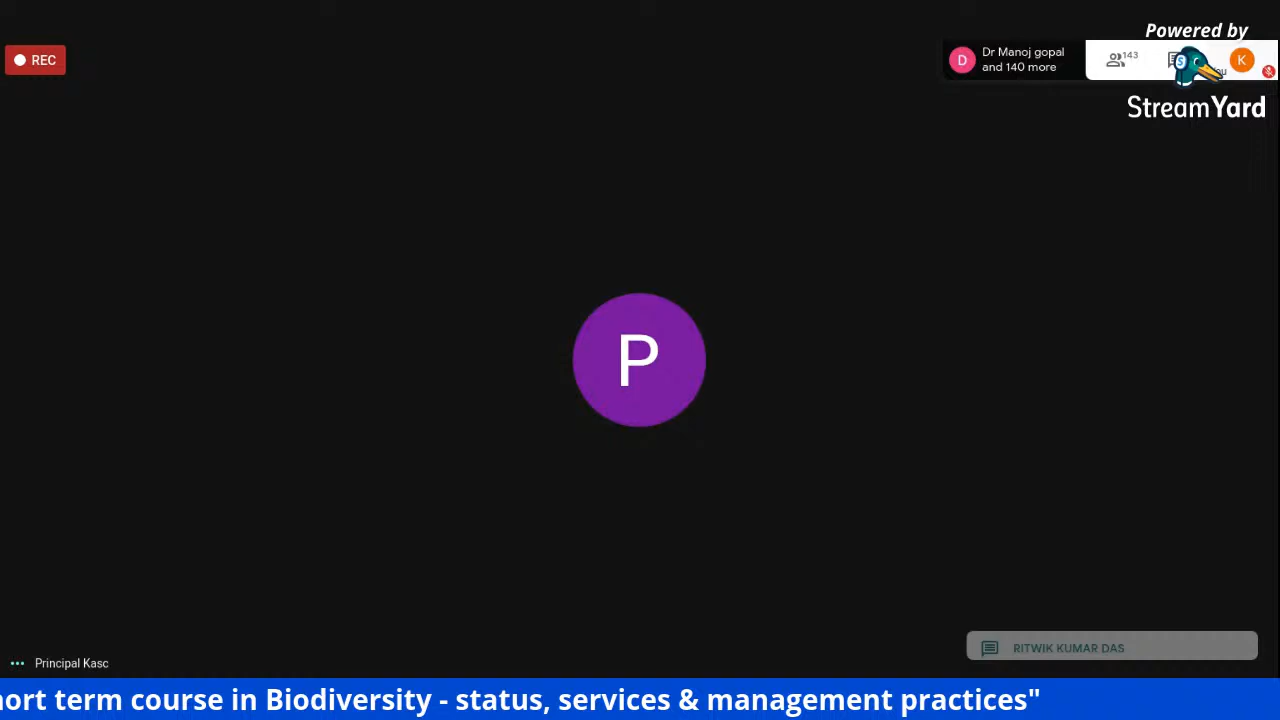 Powered by
REC
D
Dr Manoj gopal
and 140 more
143
K
StreamYard
P
RITWIK KUMAR DAS
Principal Kasc
ort term course in Biodiversity - status, services & management practices"